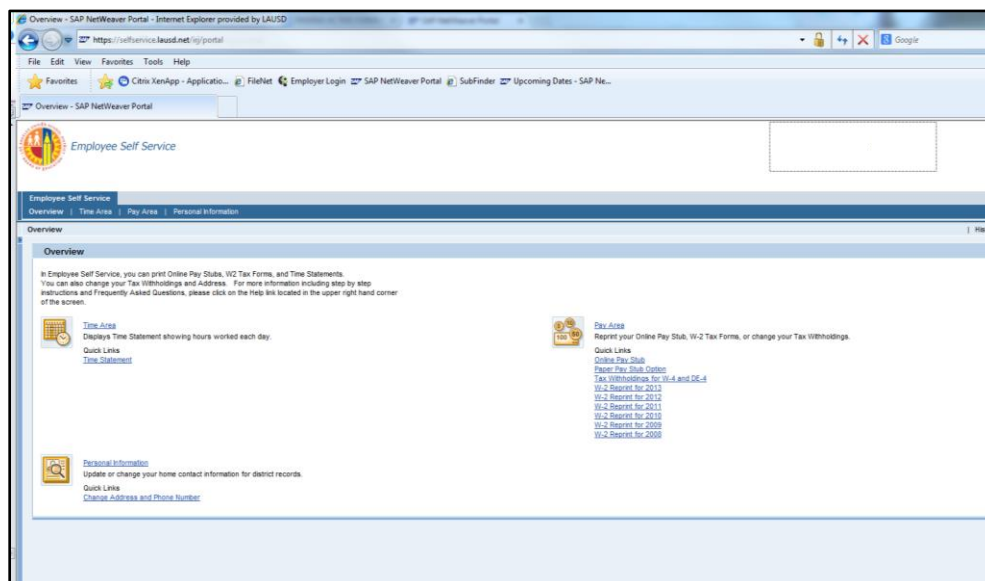 Overview - SAP NetWeaver Portal - Internet Explorer provided by LAUSD
https://selfservice.lausd.net/irj/portal
Google
File Edit View Favorites Tools Help
Favorites Citrix XenApp - Applicatio... FileNet Employer Login SAP NetWeaver Portal SubFinder Upcoming Dates - SAP Ne...
Overview - SAP NetWeaver Portal
Employee Self Service
Employee Self Service
Overview | Time Area | Pay Area | Personal Information
Overview | His
Overview
In Employee Self Service, you can print Online Pay Stubs, W2 Tax Forms, and Time Statements.
You can also change your Tax Withholdings and Address. For more information including step by step
instructions and Frequently Asked Questions, please click on the Help link located in the upper right hand corner
of the screen.
Time Area
Displays Time Statement showing hours worked each day.
Quick Links
Time Statement
Pay Area
Reprint your Online Pay Stub, W-2 Tax Forms, or change your Tax Withholdings.
Quick Links
Online Pay Stub
Paper Pay Stub Option
Tax Withholdings for W-4 and DE-4
W-2 Reprint for 2013
W-2 Reprint for 2012
W-2 Reprint for 2011
W-2 Reprint for 2010
W-2 Reprint for 2009
W-2 Reprint for 2008
Personal Information
Update or change your home contact information for district records.
Quick Links
Change Address and Phone Number